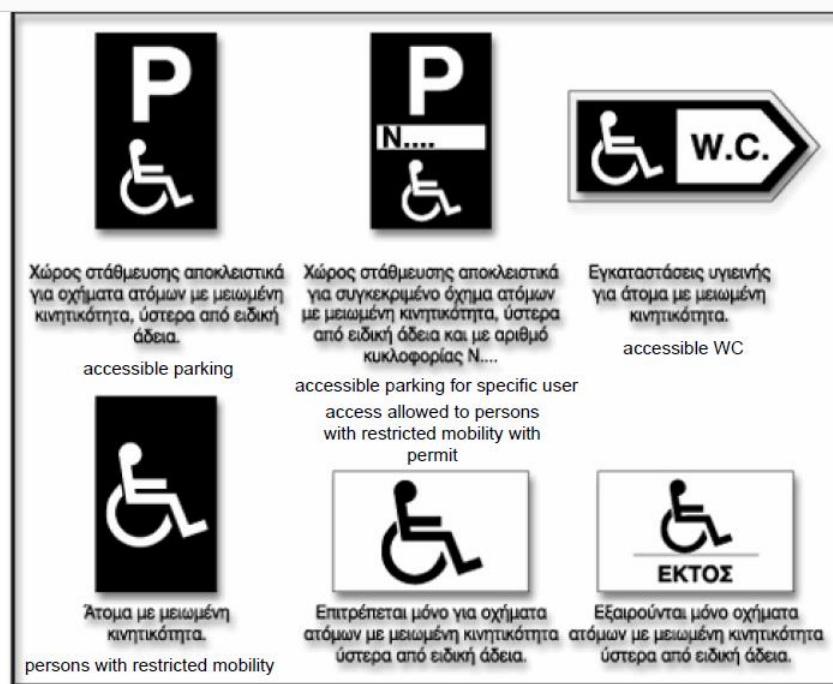 P
P
N....
W.C.
Χώρος στάθμευσης αποκλειστικά
για οχήματα ατόμων με μειωμένη
κινητικότητα, ύστερα από ειδική
άδεια.
accessible parking
Χώρος στάθμευσης αποκλειστικά
για συγκεκριμένο όχημα ατόμων
με μειωμένη κινητικότητα, ύστερα
από ειδική άδεια και με αριθμό
κυκλοφορίας Ν....
accessible parking for specific user
Εγκαταστάσεις υγιεινής
για άτομα με μειωμένη
κινητικότητα.
accessible WC
access allowed to persons
with restricted mobility with
permit
ΕΚΤΟΣ
Άτομα με μειωμένη
κινητικότητα.
persons with restricted mobility
Επιτρέπεται μόνο για οχήματα
ατόμων με μειωμένη κινητικότητα
ύστερα από ειδική άδεια.
Εξαιρούνται μόνο οχήματα
ατόμων με μειωμένη κινητικότητα
ύστερα από ειδική άδεια.